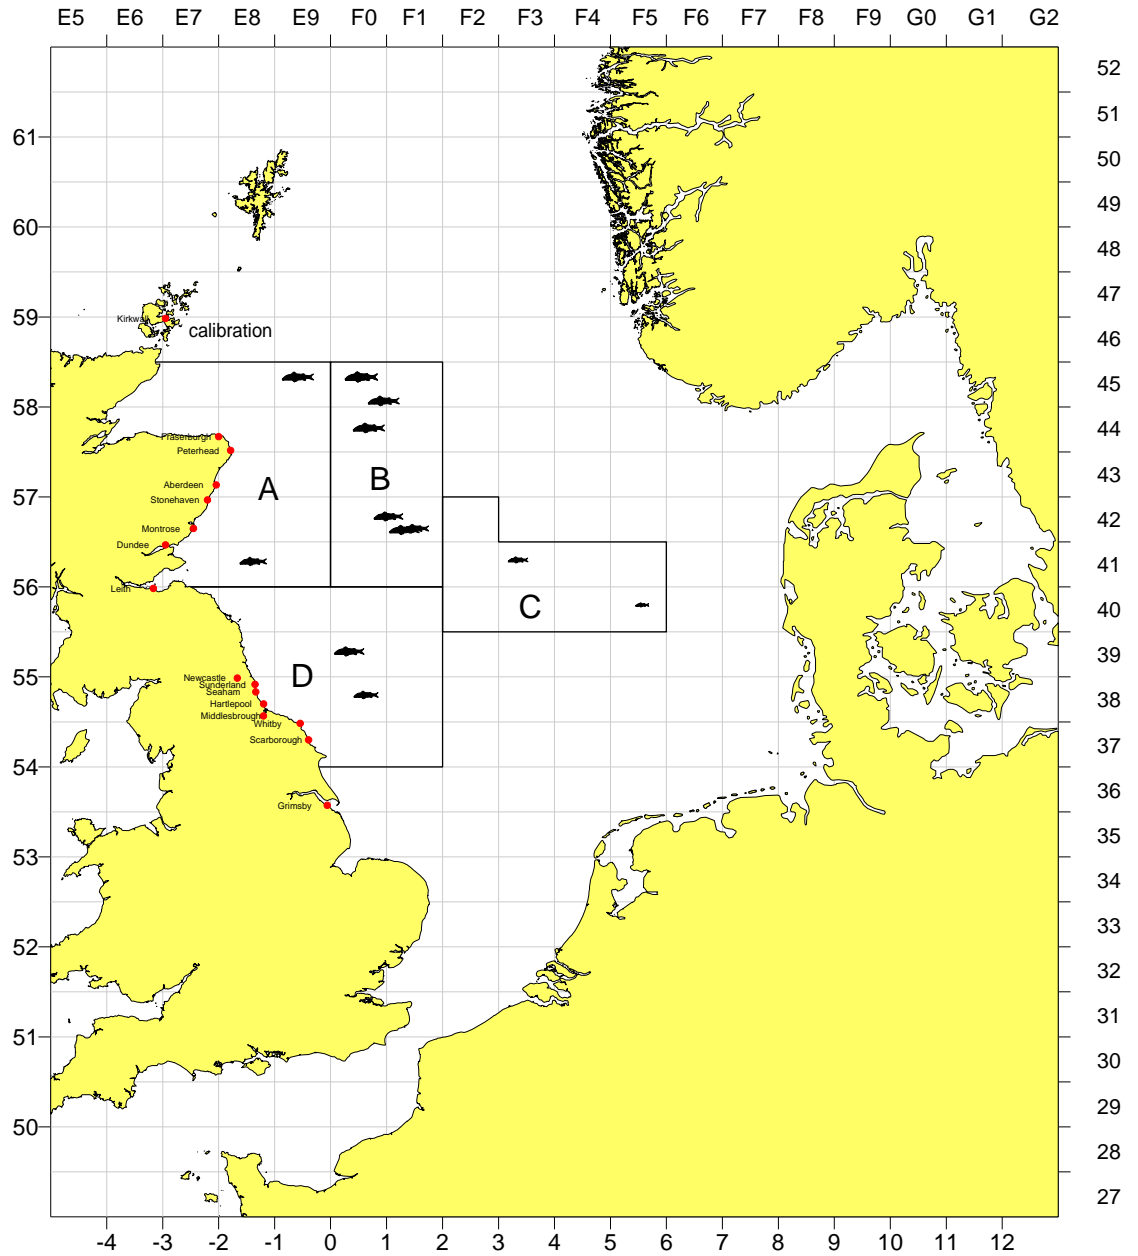 E5 E6 E7 E8 E9 F0 F1 F2 F3 F4 F5 F6 F7 F8 F9 G0 G1 G2
52
51
61
50
49
60
48
47
59
Kirkwall
calibration
46
45
58
44
Fraserburgh
Peterhead
43
Aberdeen
A
B
57
Stonehaven
42
Montrose
Dundee
41
56
Leith
C
40
39
55
Newcastle
D
Sunderland
Seaham
38
Hartlepool
Middlesbrough
Whitby
Scarborough
37
54
36
Grimsby
35
53
34
33
52
32
31
51
30
29
50
28
27
-4 -3 -2 -1 0 1 2 3 4 5 6 7 8 9 10 11 12